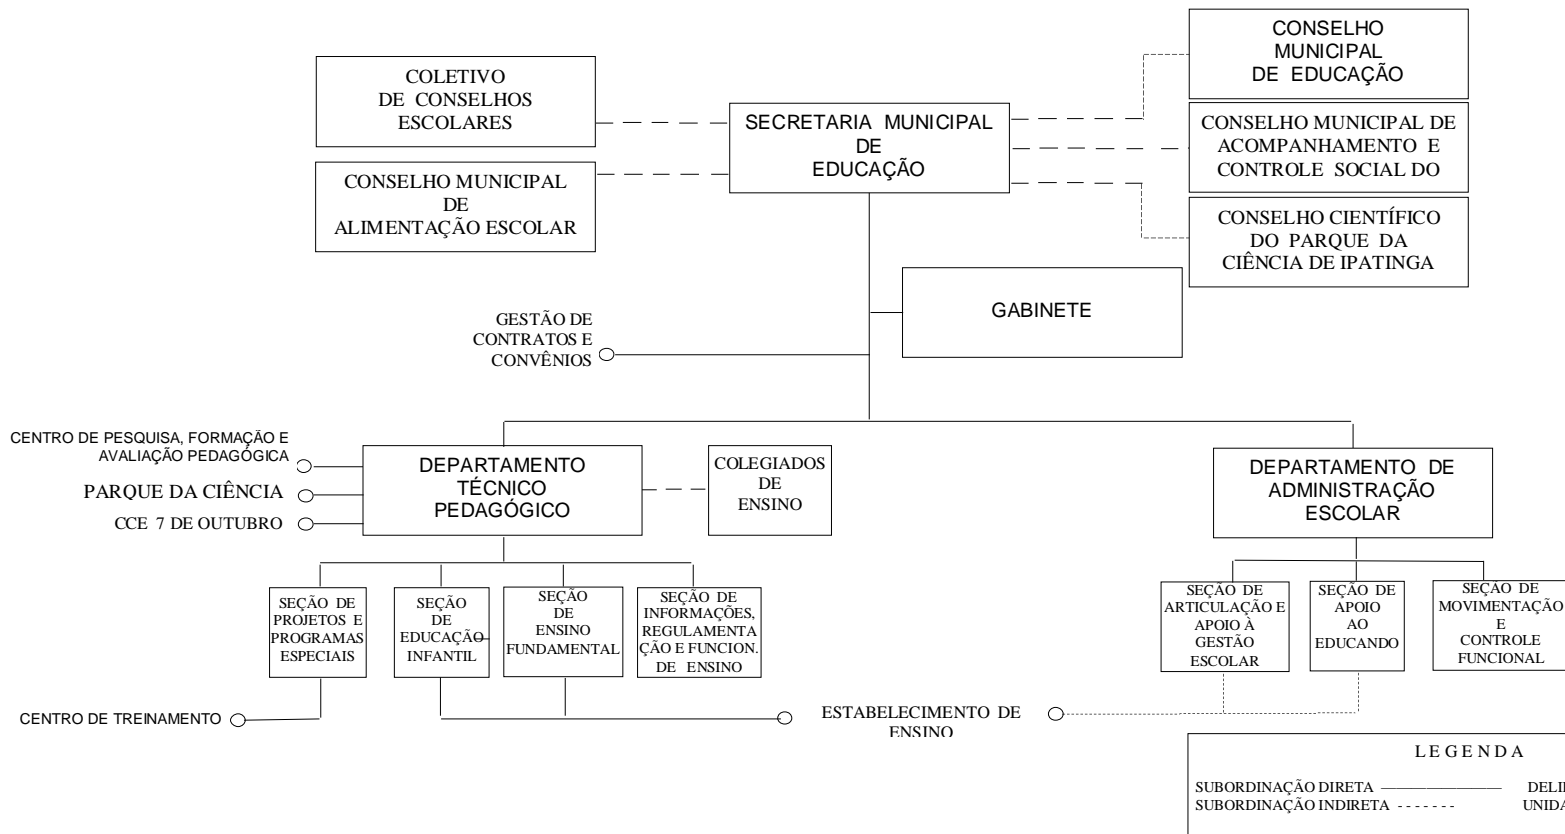 COLETIVO
DE CONSELHOS
ESCOLARES
CONSELHO MUNICIPAL
DE
ALIMENTAÇÃO ESCOLAR
SECRETARIA MUNICIPAL
DE
EDUCAÇÃO
CONSELHO
MUNICIPAL
DE EDUCAÇÃO
CONSELHO MUNICIPAL DE
ACOMPANHAMENTO E
CONTROLE SOCIAL DO
CONSELHO CIENTÍFICO
DO PARQUE DA
CIÊNCIA DE IPATINGA
GABINETE
GESTÃO DE
CONTRATOS E
CONVÊNIOS
CENTRO DE PESQUISA, FORMAÇÃO E
AVALIAÇÃO PEDAGÓGICA
PARQUE DA CIÊNCIA
CCE 7 DE OUTUBRO
DEPARTAMENTO
TÉCNICO
PEDAGÓGICO
COLEGIADOS
DE
ENSINO
DEPARTAMENTO DE
ADMINISTRAÇÃO
ESCOLAR
SEÇÃO DE
PROJETOS E
PROGRAMAS
ESPECIAIS
SEÇÃO
DE
EDUCAÇÃO
INFANTIL
SEÇÃO
DE
ENSINO
FUNDAMENTAL
SEÇÃO DE
INFORMAÇÕES,
REGULAMENTA
ÇÃO E FUNCION.
DE ENSINO
SEÇÃO DE
ARTICULAÇÃO E
APOIO À
GESTÃO
ESCOLAR
SEÇÃO DE
APOIO
AO
EDUCANDO
SEÇÃO DE
MOVIMENTAÇÃO
E
CONTROLE
FUNCIONAL
CENTRO DE TREINAMENTO
ESTABELECIMENTO DE
ENSINO
LEGENDA
SUBORDINAÇÃO DIRETA
SUBORDINAÇÃO INDIRETA